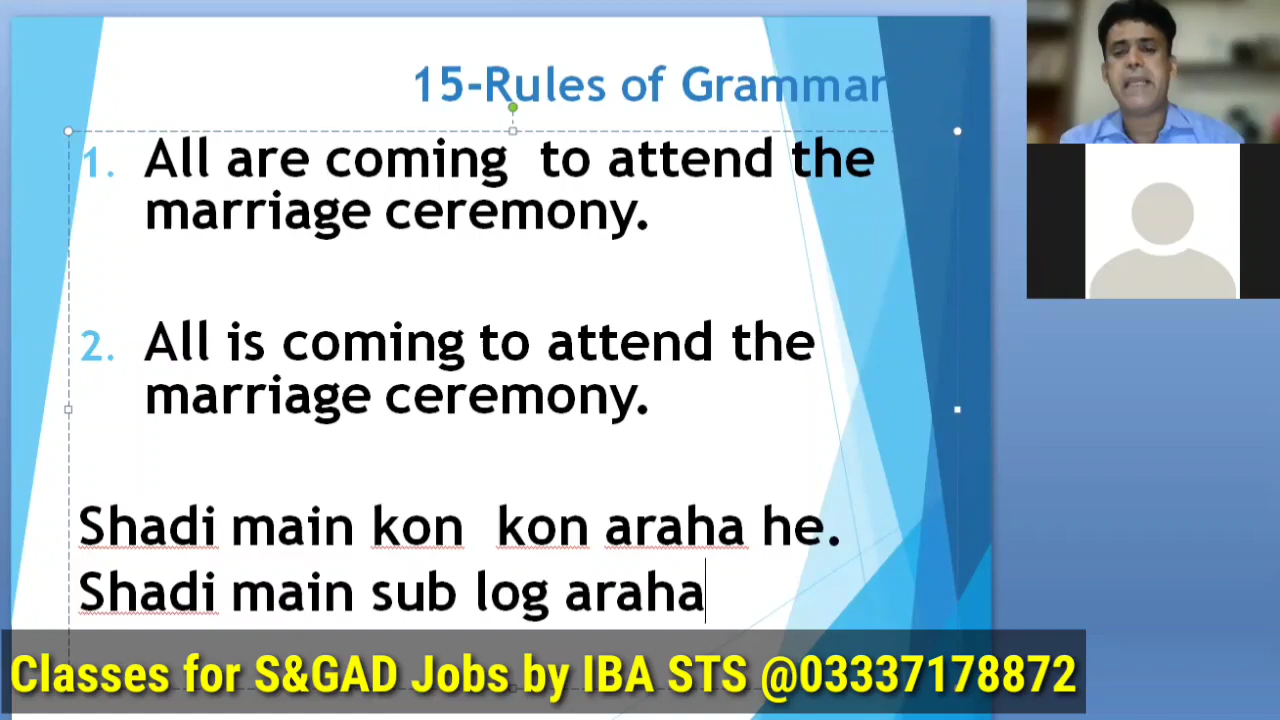 15-Rules of Grammar
1. All are coming to attend the
marriage ceremony.
2. All is coming to attend the
marriage ceremony.
Shadi main kon kon araha he.
Shadi main sub log araha
Classes for S&GAD Jobs by IBA STS @03337178872